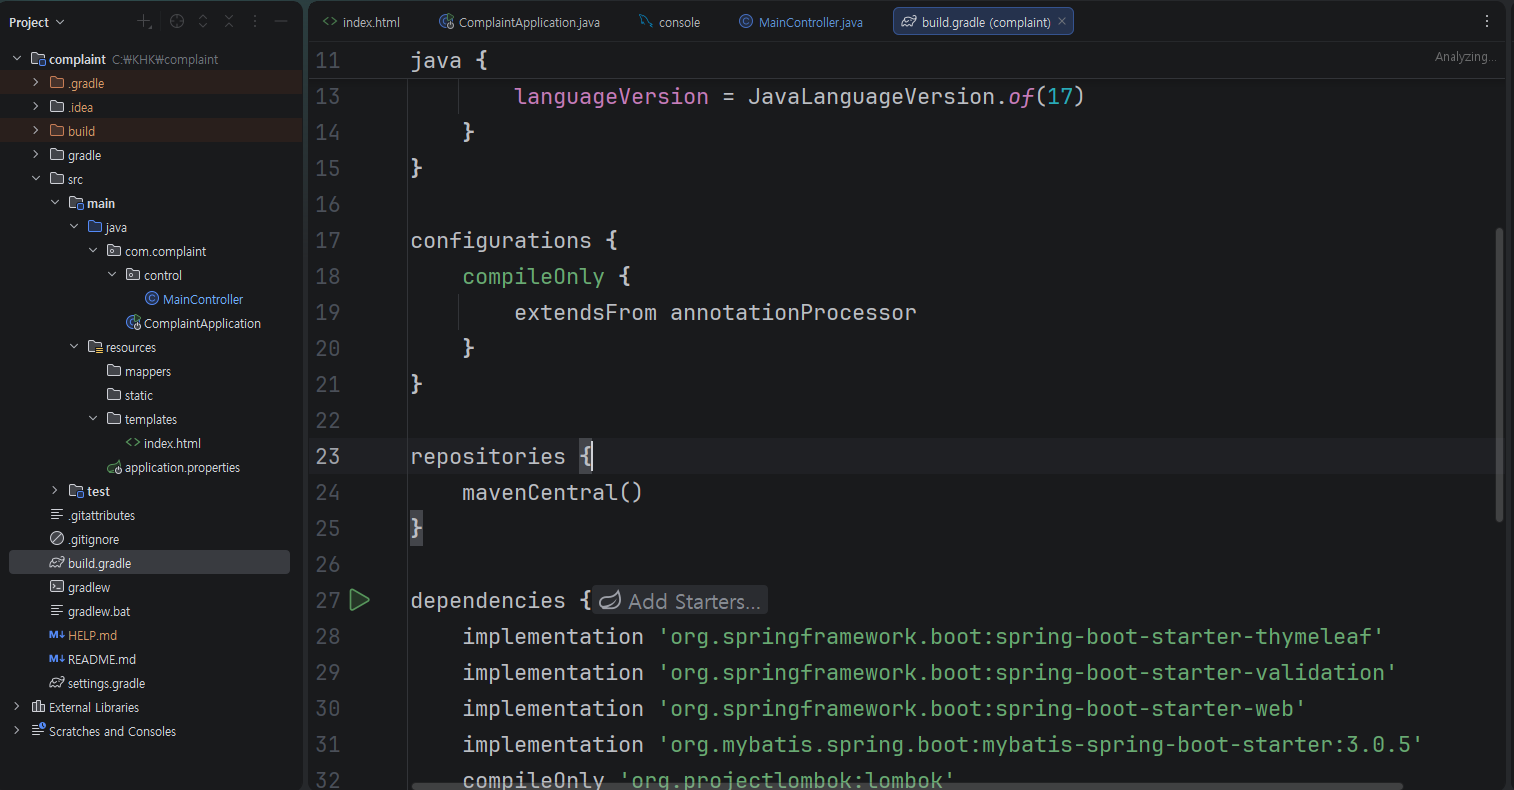 Project
complaint C:₩KHK₩complaint
.gradle
.idea
build
gradle
src
main
java
com.complaint
control
MainController
ComplaintApplication
resources
mappers
static
templates
<> index.html
application.properties
test
.gitattributes
.gitignore
build.gradle
gradlew
gradlew.bat
M↓ HELP.md
M↓ README.md
settings.gradle
External Libraries
Scratches and Consoles
<> index.html ComplaintApplication.java console MainController.java build.gradle (complaint)
Analyzing...
11 java {
13 languageVersion = JavaLanguageVersion.of(17)
14 }
15 }
16
17 configurations {
18 compileOnly {
19 extendsFrom annotationProcessor
20 }
21 }
22
23 repositories {
24 mavenCentral()
25 }
26
27 dependencies { Add Starters...
28 implementation 'org.springframework.boot:spring-boot-starter-thymeleaf'
29 implementation 'org.springframework.boot:spring-boot-starter-validation'
30 implementation 'org.springframework.boot:spring-boot-starter-web'
31 implementation 'org.mybatis.spring.boot:mybatis-spring-boot-starter:3.0.5'
32 compileOnly 'org.projectlombok:lombok'